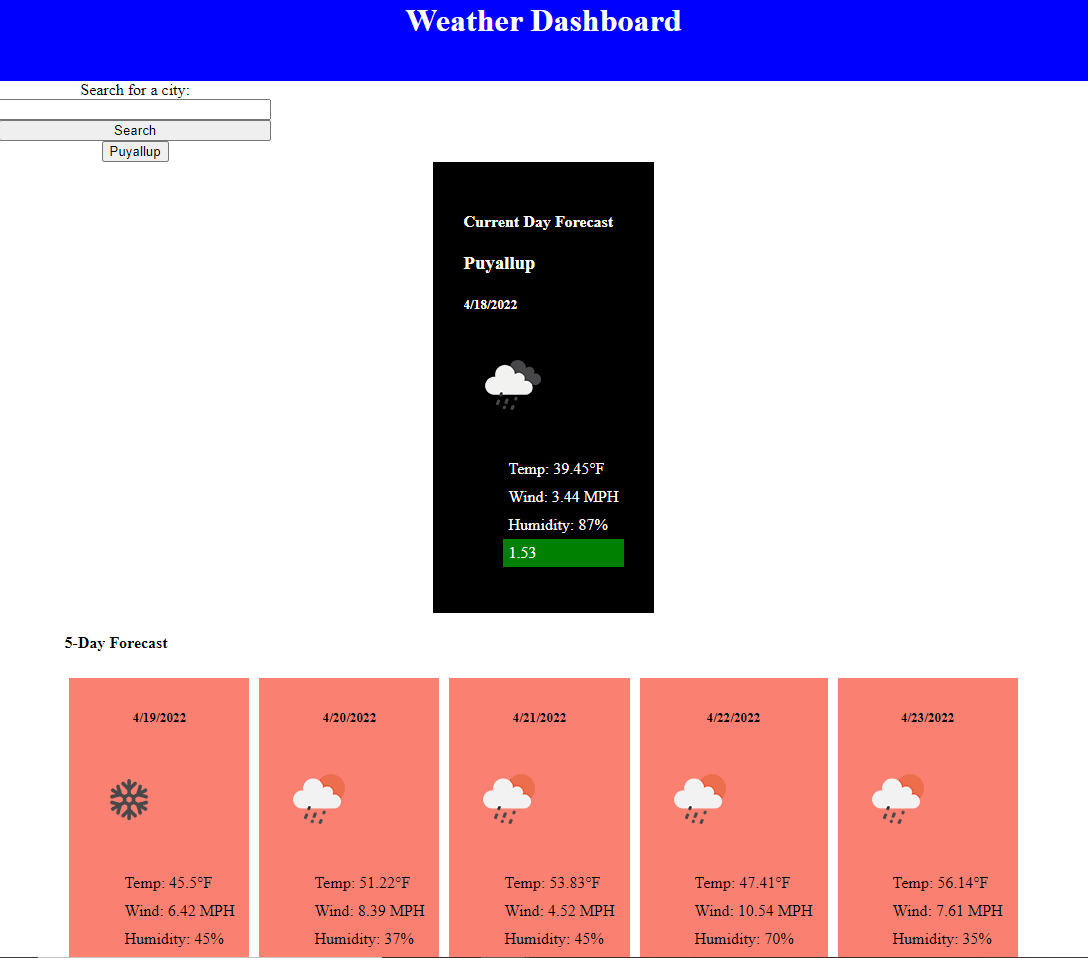 Weather Dashboard
Search for a city:
Search
Puyallup
Current Day Forecast
Puyallup
4/18/2022
Temp: 39.45°F
Wind: 3.44 MPH
Humidity: 87%
1.53
5-Day Forecast
4/19/2022
Temp: 45.5°F
Wind: 6.42 MPH
Humidity: 45%
4/20/2022
Temp: 51.22°F
Wind: 8.39 MPH
Humidity: 37%
4/21/2022
Temp: 53.83°F
Wind: 4.52 MPH
Humidity: 45%
4/22/2022
Temp: 47.41°F
Wind: 10.54 MPH
Humidity: 70%
4/23/2022
Temp: 56.14°F
Wind: 7.61 MPH
Humidity: 35%